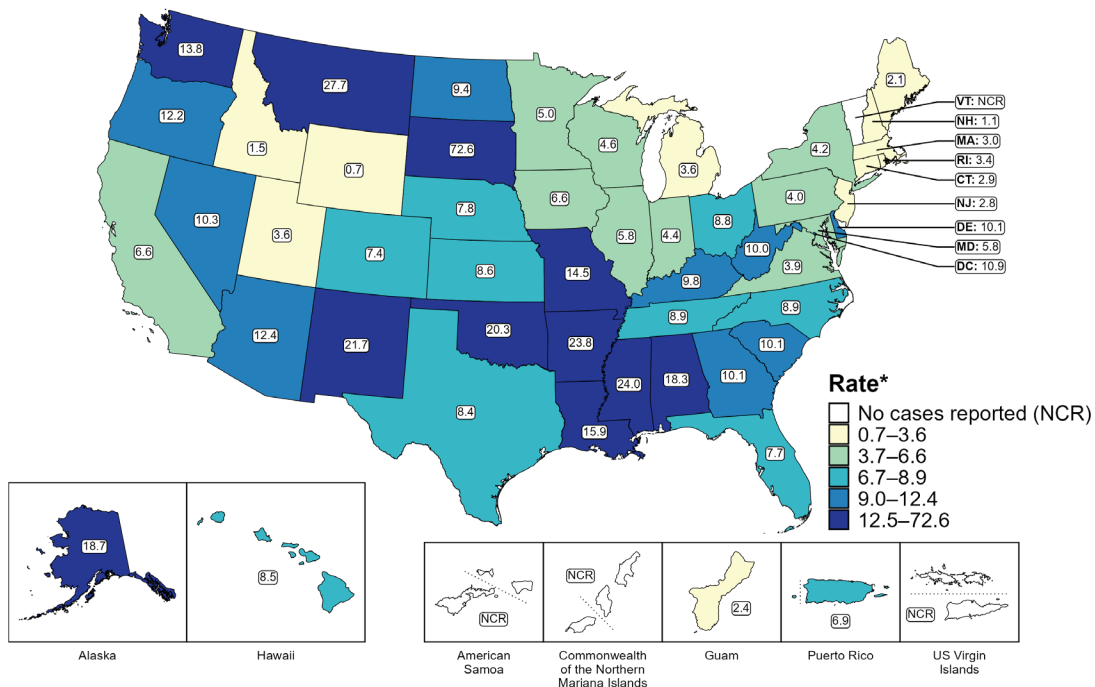 13.8
27.7
9.4
5.0
2.1
VT: NCR
NH: 1.1
MA: 3.0
RI: 3.4
CT: 2.9
NJ: 2.8
DE: 10.1
MD: 5.8
DC: 10.9
12.2
1.5
72.6
4.6
4.2
0.7
3.6
4.0
7.8
6.6
10.3
3.6
8.8
5.8
4.4
6.6
7.4
8.6
14.5
10.0
3.9
9.8
8.9
8.9
12.4
21.7
20.3
23.8
10.1
24.0
18.3
10.1
8.4
15.9
7.7
Rate*
No cases reported (NCR)
0.7–3.6
3.7–6.6
6.7–8.9
9.0–12.4
12.5–72.6
18.7
8.5
NCR
NCR
2.4
6.9
NCR
Alaska
Hawaii
American
Samoa
Commonwealth
of the Northern
Mariana Islands
Guam
Puerto Rico
US Virgin
Islands